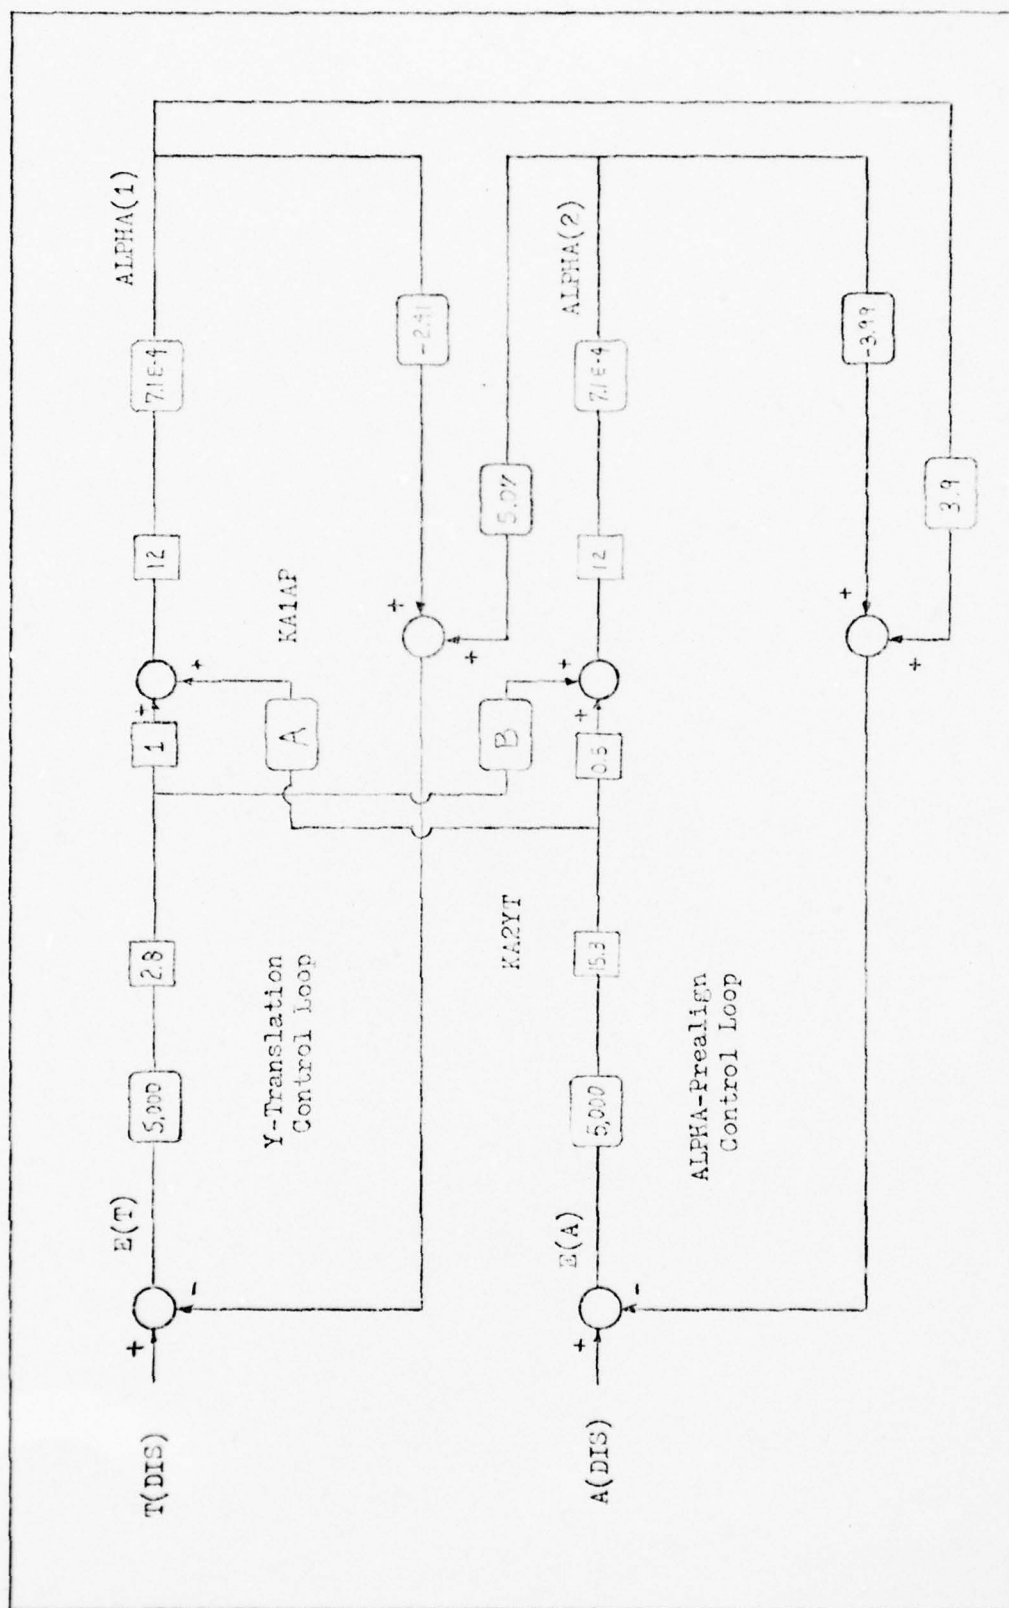 T(DIS)
+
-
E(T)
5,000
2.8
1
+
+
12
7.1E-4
ALPHA(1)
Y-Translation
Control Loop
A
KA1AP
+
+
-2.41
B
5.07
KA2YT
A(DIS)
+
-
E(A)
5,000
15.3
+
+
12
7.1E-4
ALPHA(2)
ALPHA-Prealign
Control Loop
+
+
-3.99
3.9